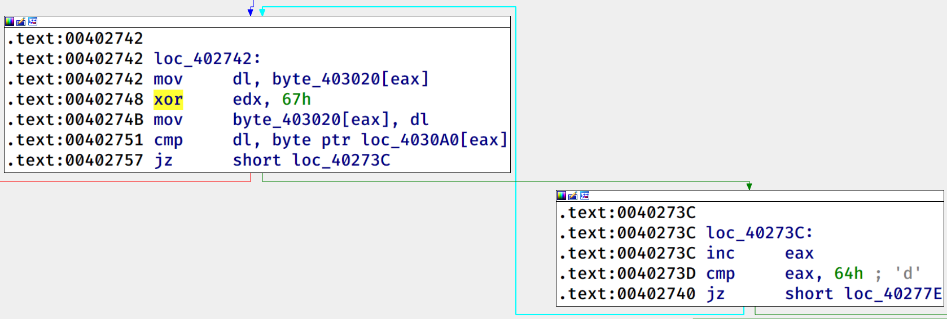 .text:00402742
.text:00402742 loc_402742:
.text:00402742 mov dl, byte_403020[eax]
.text:00402748 xor edx, 67h
.text:0040274B mov byte_403020[eax], dl
.text:00402751 cmp dl, byte ptr loc_4030A0[eax]
.text:00402757 jz short loc_40273C
.text:0040273C
.text:0040273C loc_40273C:
.text:0040273C inc eax
.text:0040273D cmp eax, 64h ; 'd'
.text:00402740 jz short loc_40277E